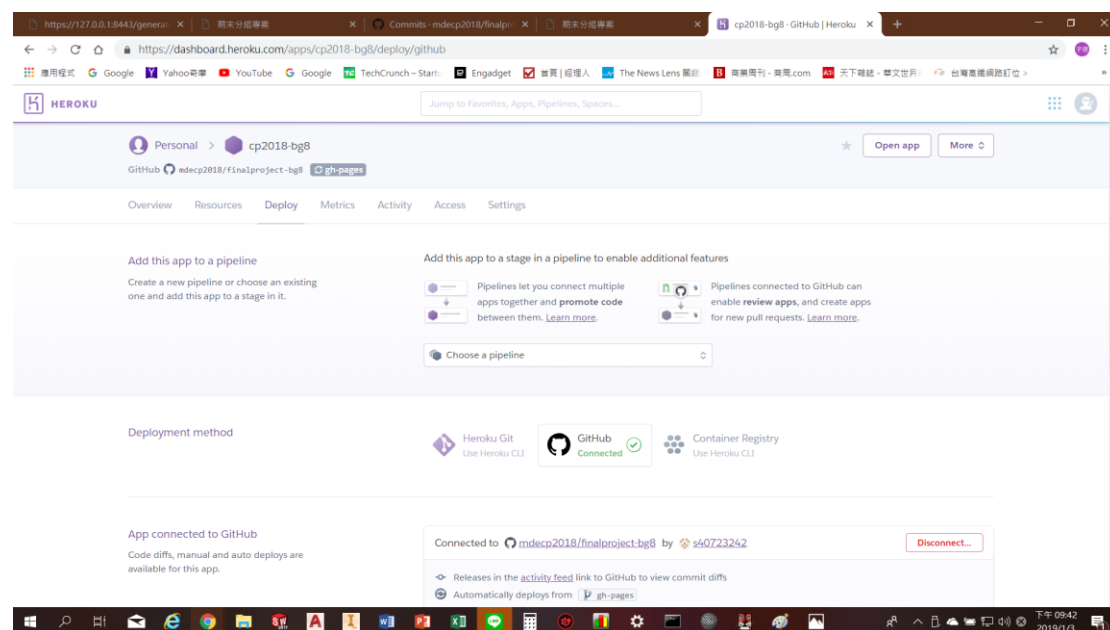 https://127.0.0.1:8443/genera
期末分組專案
Commits · mdecp2018/finalpro
期末分組專案
cp2018-bg8 · GitHub | Heroku
https://dashboard.heroku.com/apps/cp2018-bg8/deploy/github
應用程式 Google Yahoo奇摩 YouTube Google TechCrunch – Start Engadget 首頁 | 經理人 The News Lens 關鍵 商業周刊 - 商周.com 天下雜誌 - 華文世界 台灣高鐵網路訂位 >
HEROKU
Jump to Favorites, Apps, Pipelines, Spaces...
Personal > cp2018-bg8
Open app
More
GitHub mdecp2018/finalproject-bg8 gh-pages
Overview Resources Deploy Metrics Activity Access Settings
Add this app to a pipeline
Create a new pipeline or choose an existing
one and add this app to a stage in it.
Add this app to a stage in a pipeline to enable additional features
Pipelines let you connect multiple
apps together and promote code
between them. Learn more.
Pipelines connected to GitHub can
enable review apps, and create apps
for new pull requests. Learn more.
Choose a pipeline
Deployment method
Heroku Git
Use Heroku CLI
GitHub
Connected
Container Registry
Use Heroku CLI
App connected to GitHub
Code diffs, manual and auto deploys are
available for this app.
Connected to mdecp2018/finalproject-bg8 by s40723242
Disconnect...
Releases in the activity feed link to GitHub to view commit diffs
Automatically deploys from gh-pages
下午 09:42
2019/1/3